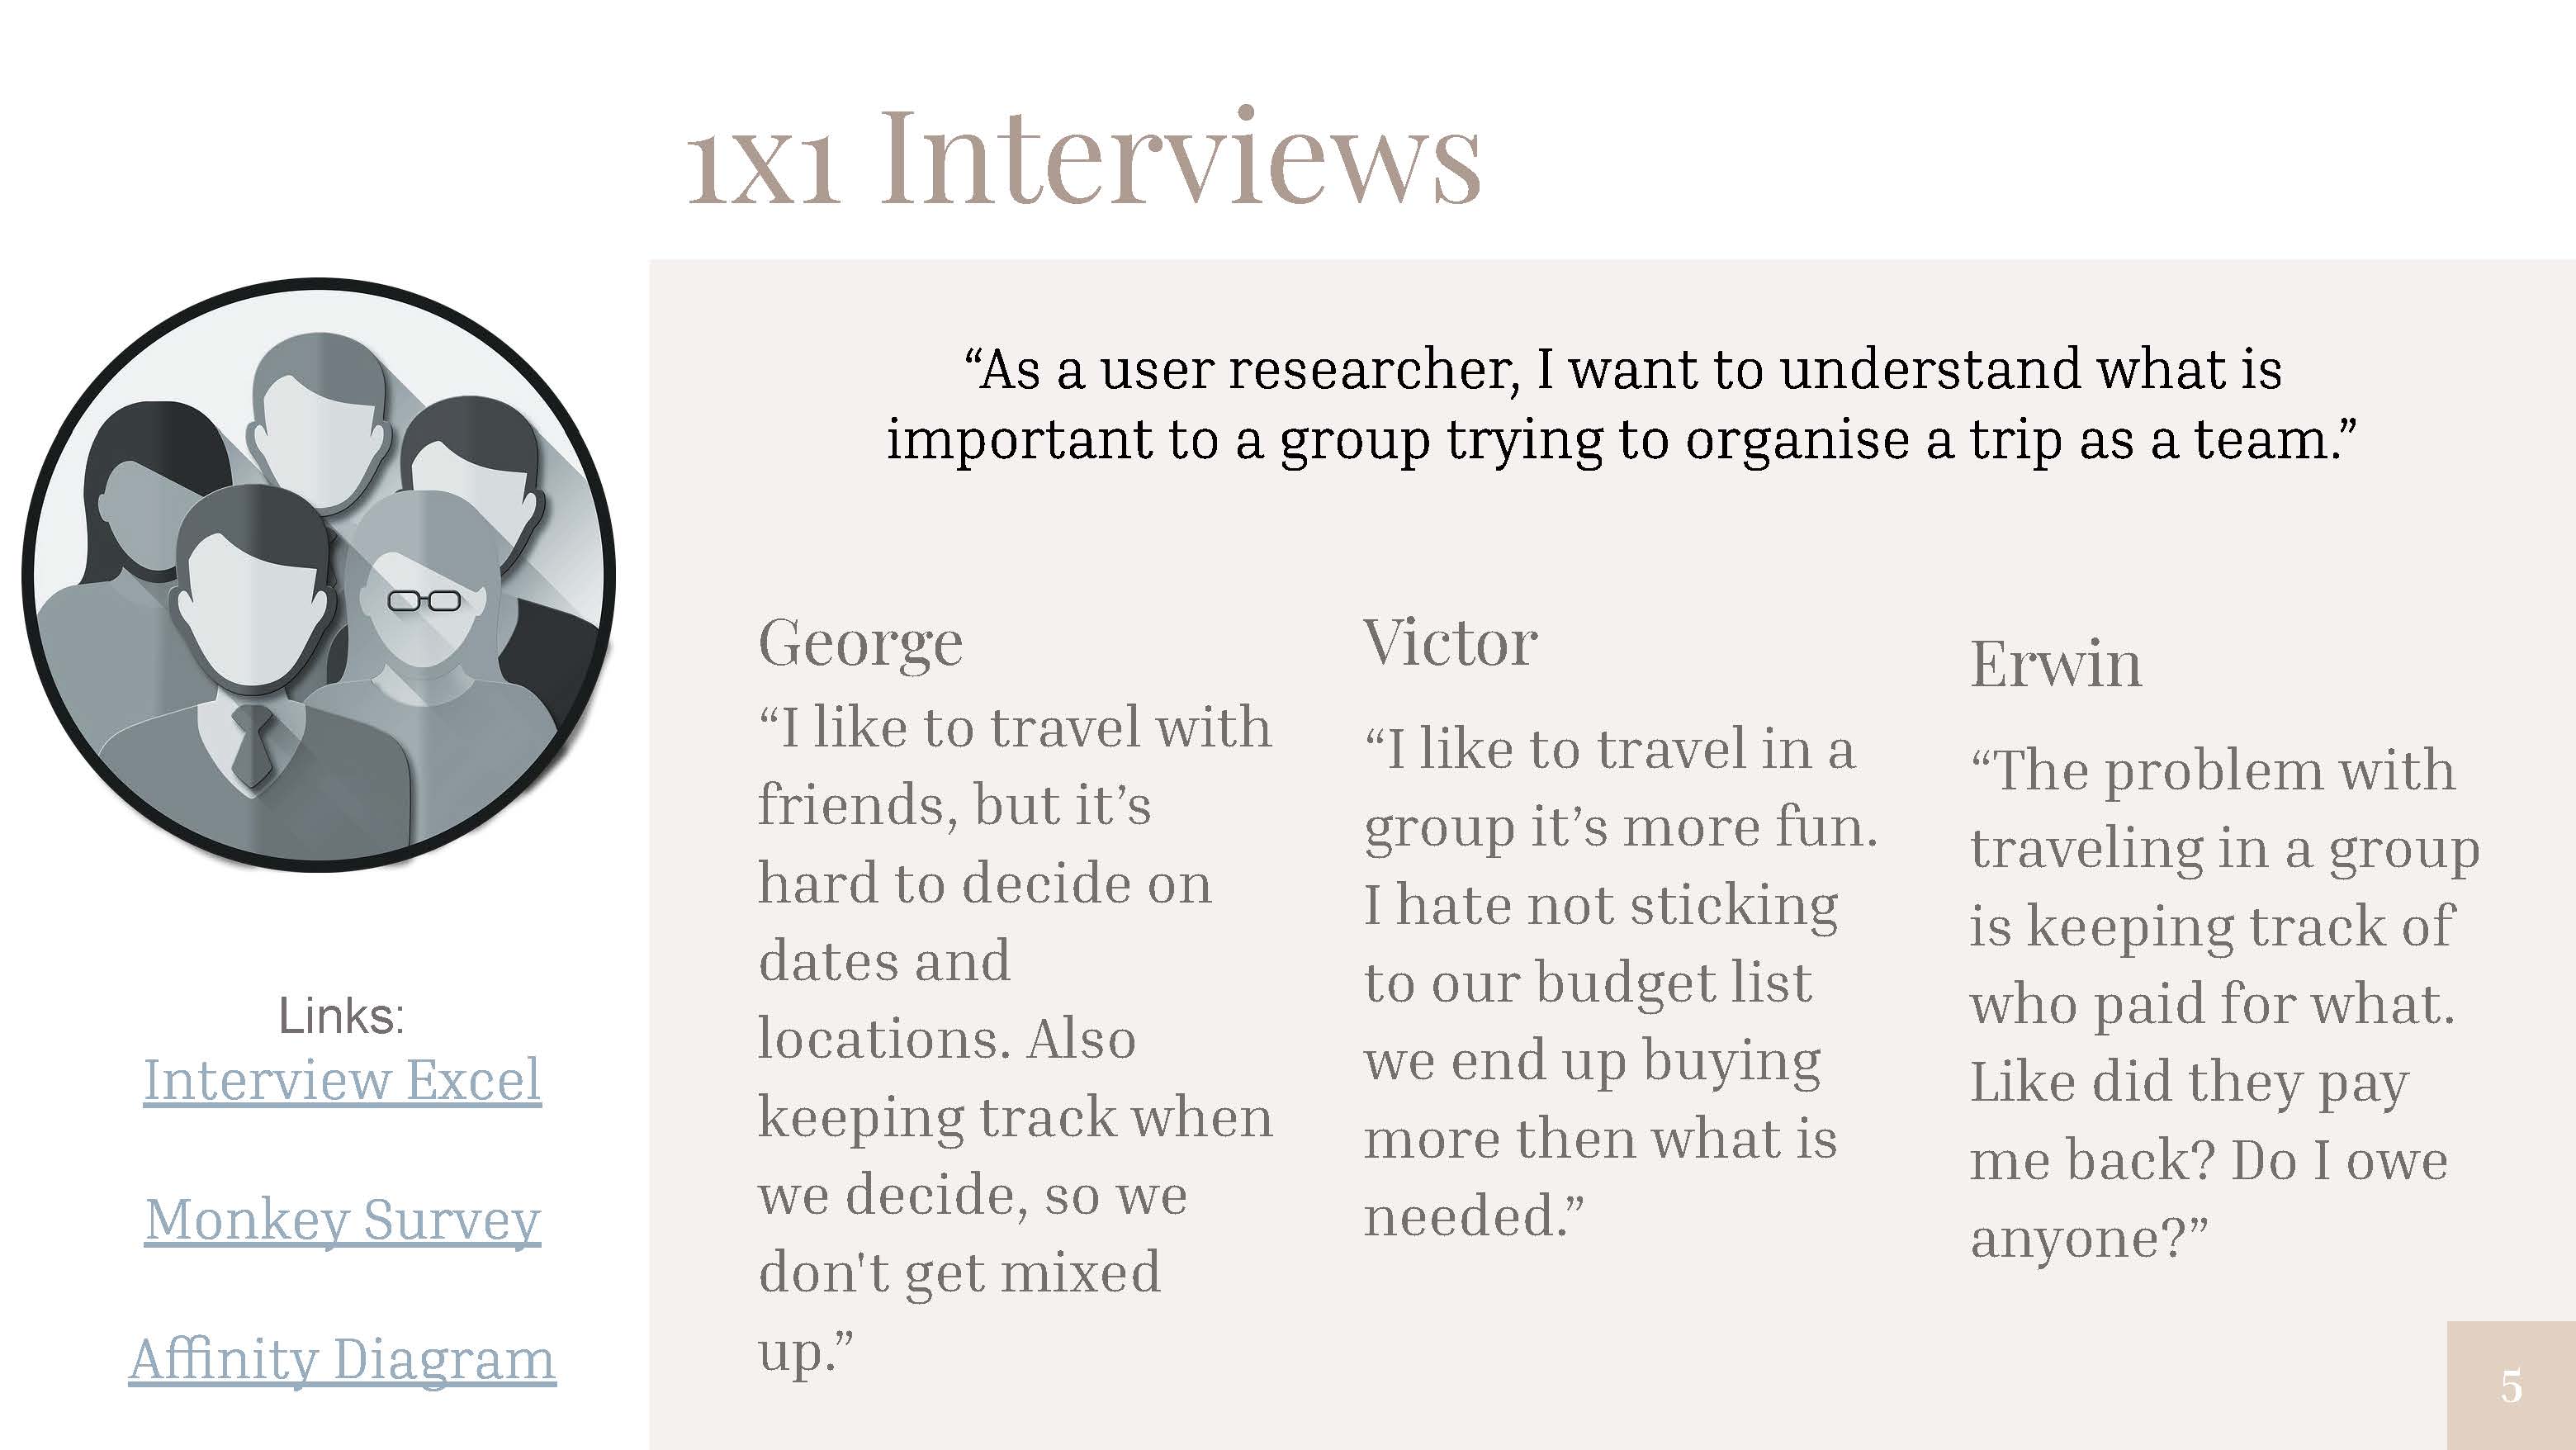 1x1 Interviews
“As a user researcher, I want to understand what is
important to a group trying to organise a trip as a team.”
George
“I like to travel with
friends, but it’s
hard to decide on
dates and
locations. Also
keeping track when
we decide, so we
don't get mixed
up.”
Victor
“I like to travel in a
group it’s more fun.
I hate not sticking
to our budget list
we end up buying
more then what is
needed.”
Erwin
“The problem with
traveling in a group
is keeping track of
who paid for what.
Like did they pay
me back? Do I owe
anyone?”
Links:
Interview Excel
Monkey Survey
Affinity Diagram
5